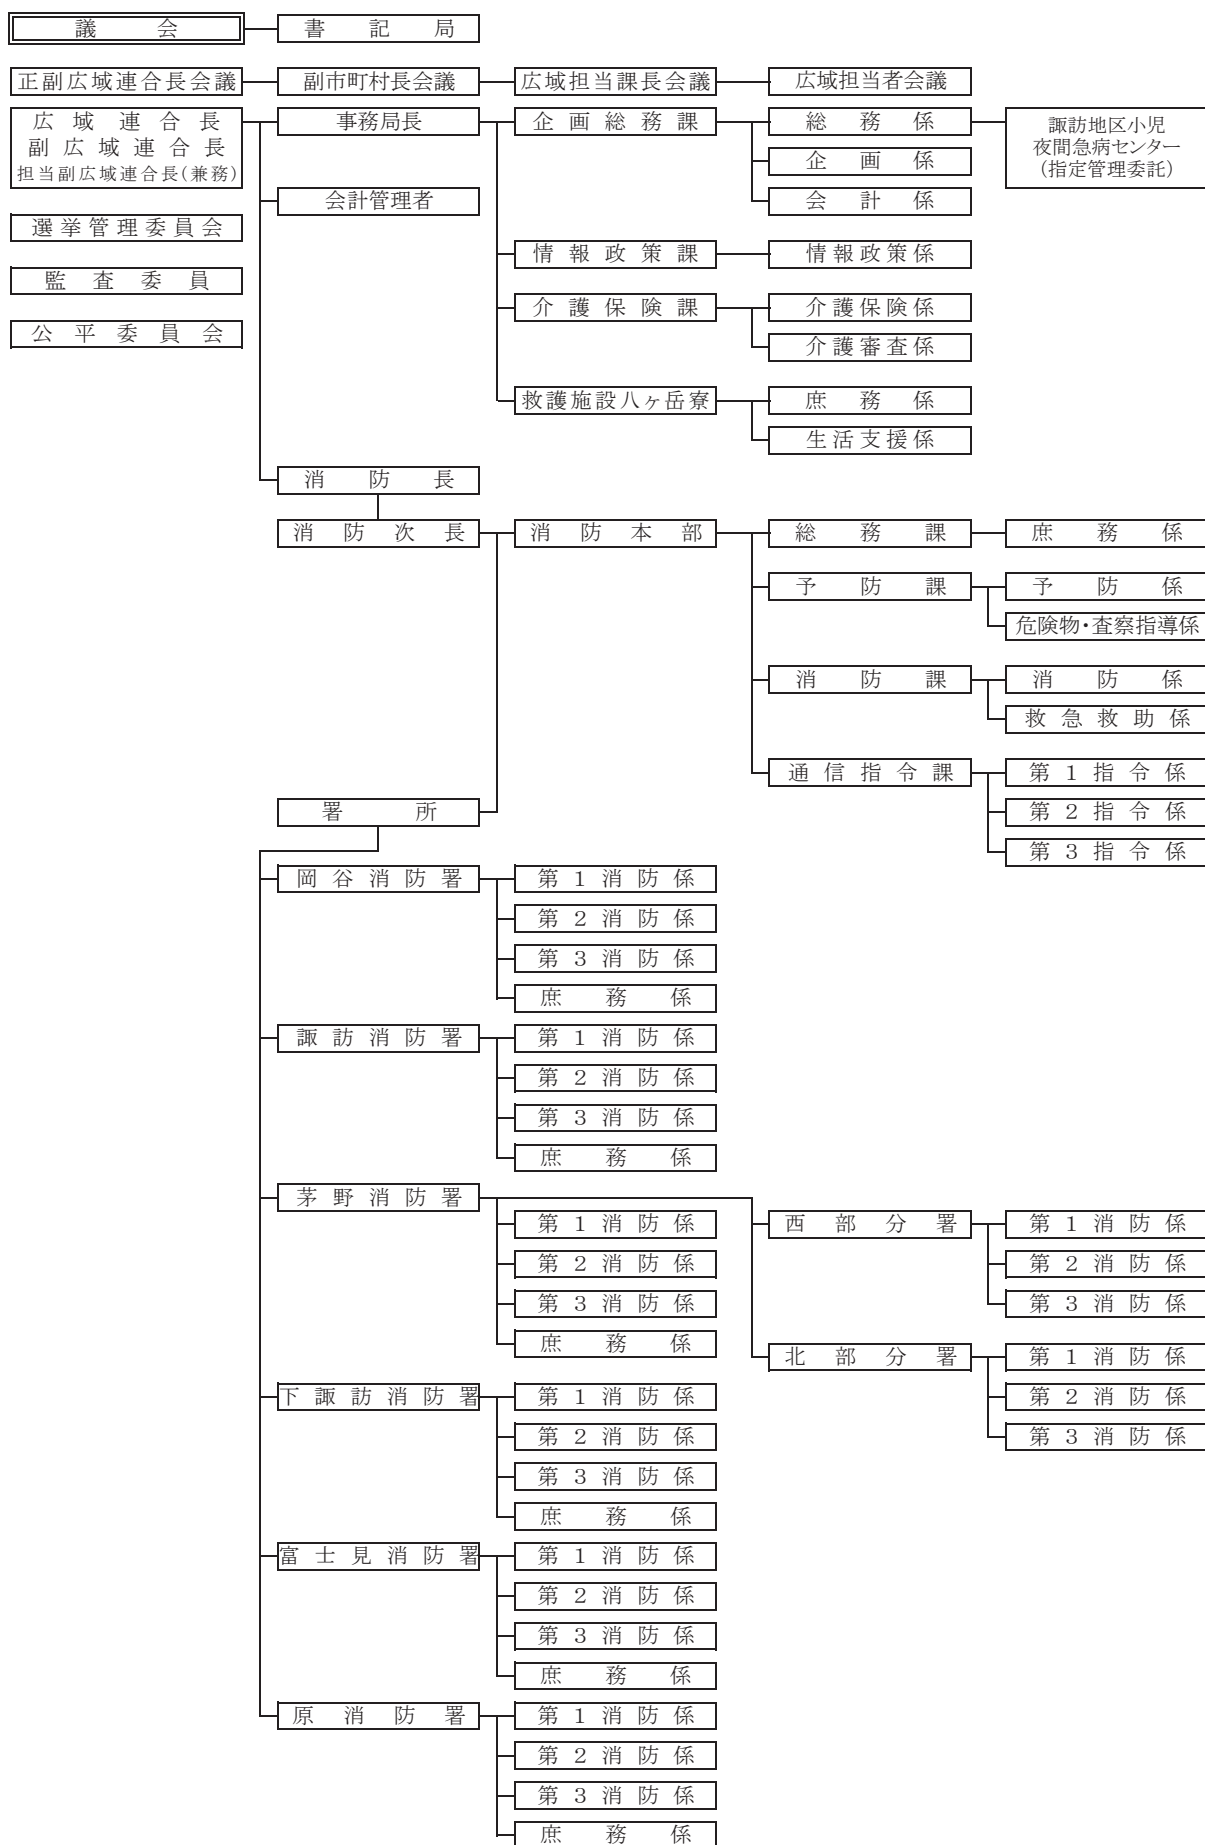 議会
書記局
正副広域連合長会議
副市町村長会議
広域担当課長会議
広域担当者会議
広域連合長
副広域連合長
担当副広域連合長(兼務)
事務局長
企画総務課
総務係
諏訪地区小児
夜間急病センター
(指定管理委託)
企画係
会計管理者
会計係
選挙管理委員会
情報政策課
情報政策係
監査委員
介護保険課
介護保険係
公平委員会
介護審査係
救護施設八ヶ岳寮
庶務係
生活支援係
消防長
消防次長
消防本部
総務課
庶務係
予防課
予防係
危険物・査察指導係
消防課
消防係
救急救助係
通信指令課
第1指令係
署所
第2指令係
第3指令係
岡谷消防署
第1消防係
第2消防係
第3消防係
庶務係
諏訪消防署
第1消防係
第2消防係
第3消防係
庶務係
茅野消防署
第1消防係
第2消防係
第3消防係
庶務係
西部分署
第1消防係
第2消防係
第3消防係
北部分署
第1消防係
第2消防係
第3消防係
下諏訪消防署
第1消防係
第2消防係
第3消防係
庶務係
富士見消防署
第1消防係
第2消防係
第3消防係
庶務係
原消防署
第1消防係
第2消防係
第3消防係
庶務係